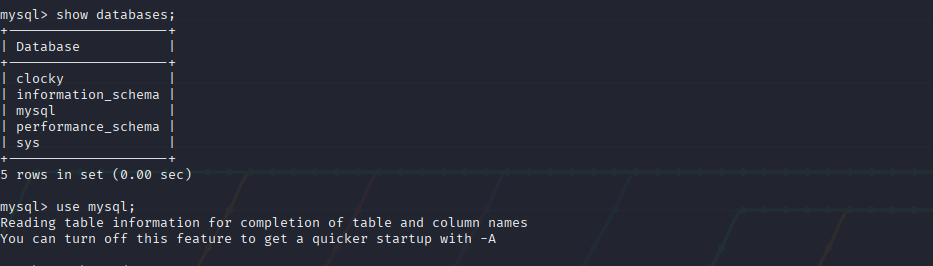 mysql> show databases;
+--------------------+
| Database           |
+--------------------+
| clocky             |
| information_schema |
| mysql              |
| performance_schema |
| sys                |
+--------------------+
5 rows in set (0.00 sec)
mysql> use mysql;
Reading table information for completion of table and column names
You can turn off this feature to get a quicker startup with -A